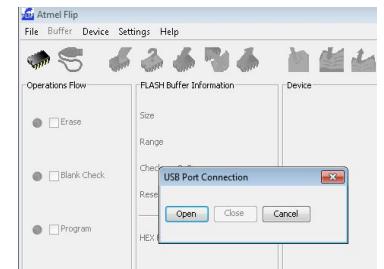 Atmel Flip
File Buffer Device Settings Help
Operations Flow
FLASH Buffer Information
Device
Erase
Size
Range
Blank Check
USB Port Connection
Open Close Cancel
Program
HEX